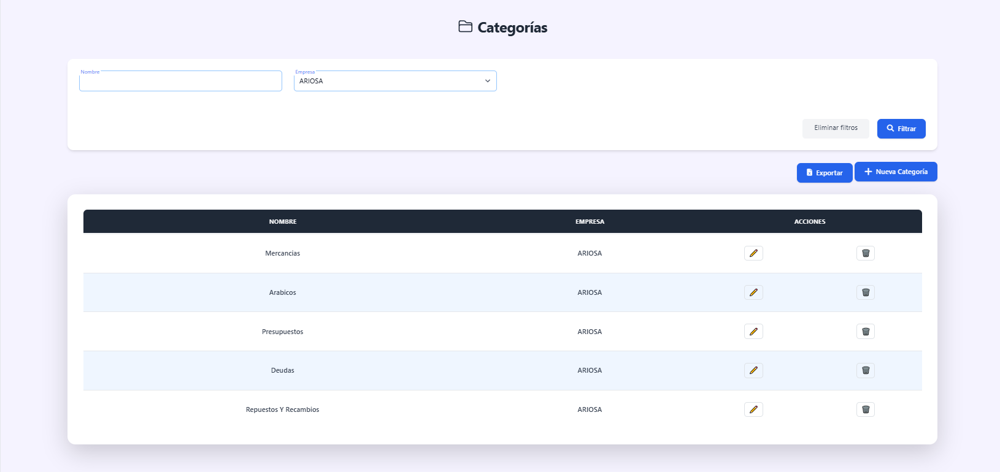 Categorías
Nombre
Empresa
ARIOSA
Eliminar filtros
Filtrar
Exportar
Nueva Categoría
NOMBRE EMPRESA ACCIONES
Mercancias ARIOSA
Arabicos ARIOSA
Presupuestos ARIOSA
Deudas ARIOSA
Repuestos Y Recambios ARIOSA